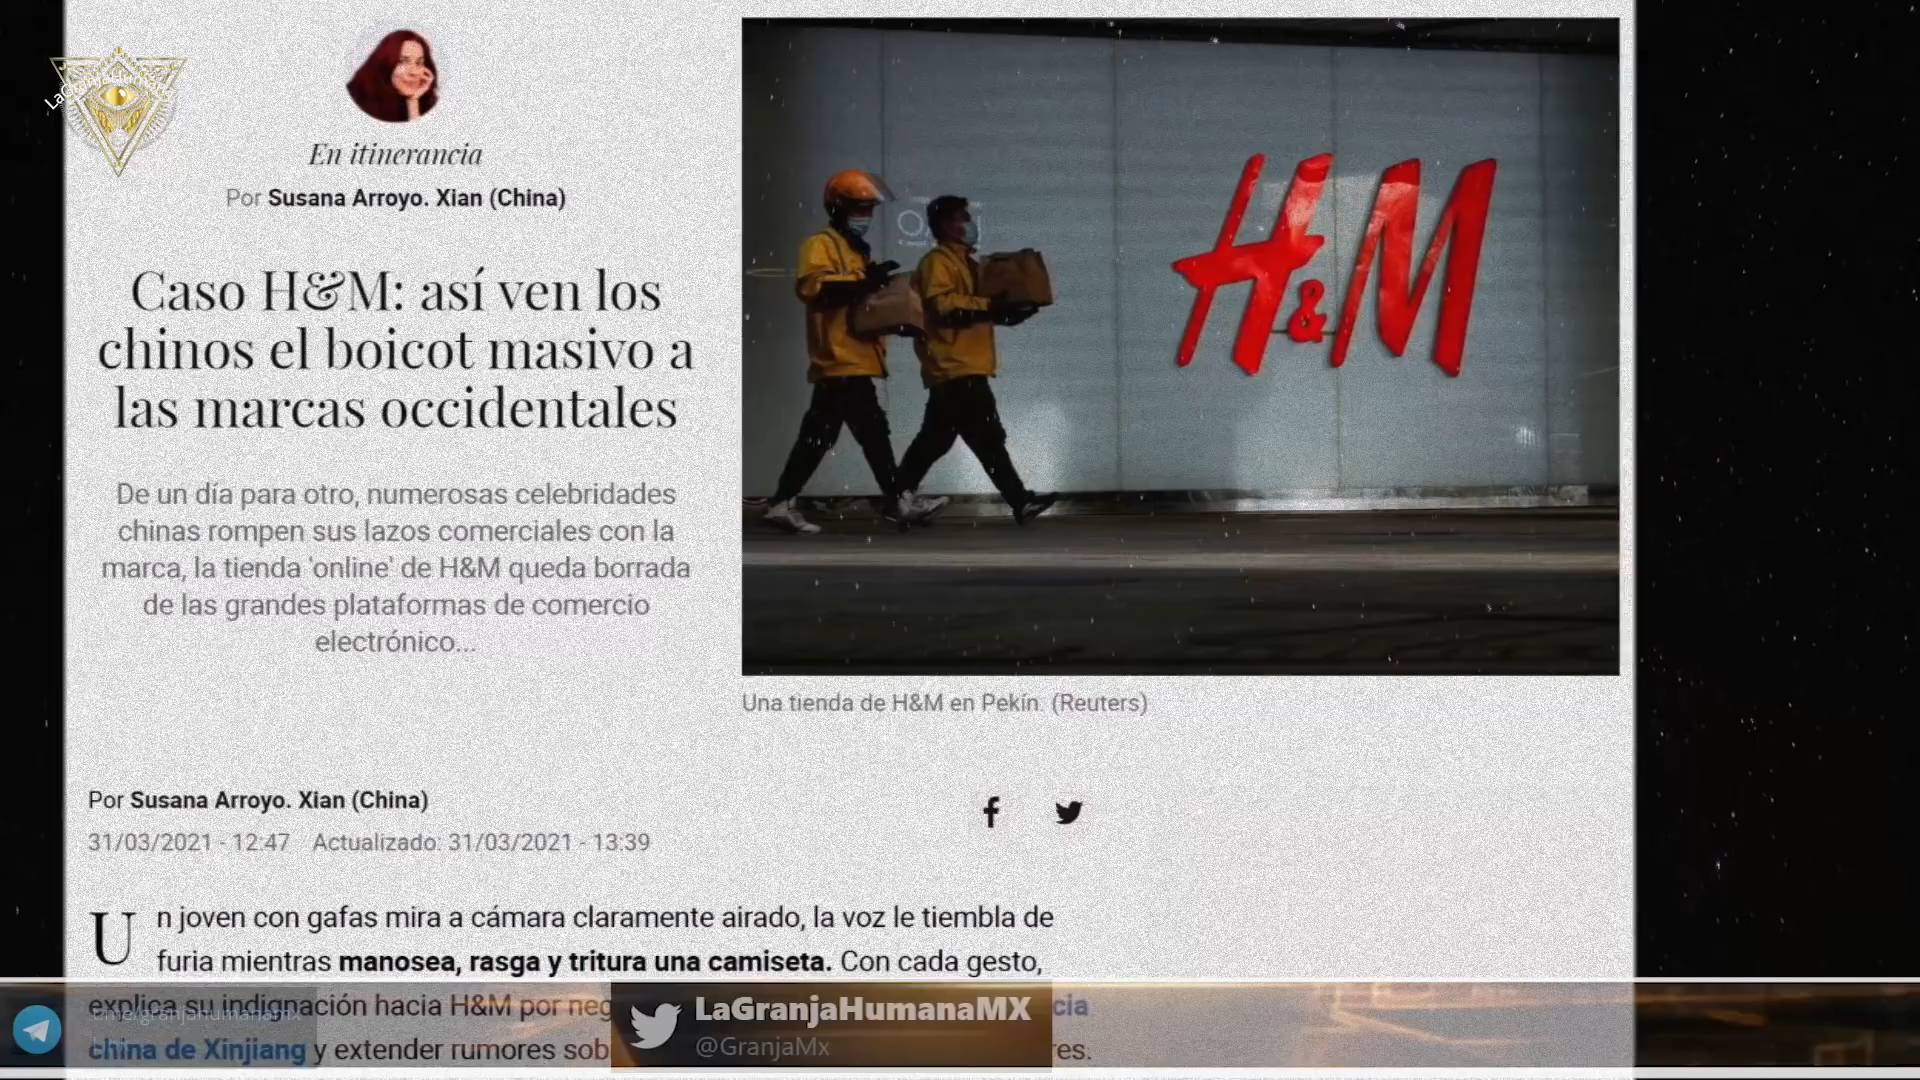 En itinerancia
Por Susana Arroyo. Xian (China)
Caso H&M: así ven los
chinos el boicot masivo a
las marcas occidentales
De un día para otro, numerosas celebridades
chinas rompen sus lazos comerciales con la
marca, la tienda 'online' de H&M queda borrada
de las grandes plataformas de comercio
electrónico...
H&M
Una tienda de H&M en Pekín. (Reuters)
Por Susana Arroyo. Xian (China)
31/03/2021 - 12:47 Actualizado: 31/03/2021 - 13:39
Un joven con gafas mira a cámara claramente airado, la voz le tiembla de
furia mientras manosea, rasga y tritura una camiseta. Con cada gesto,
explica su indignación hacia H&M por neg
china de Xinjiang y extender rumores sob
LaGranjaHumanaMX
@GranjaMx